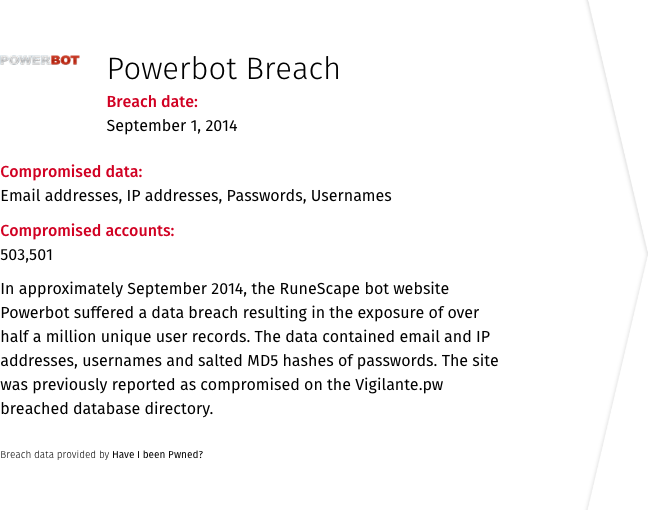 POWERBOT
Powerbot Breach
Breach date:
September 1, 2014
Compromised data:
Email addresses, IP addresses, Passwords, Usernames
Compromised accounts:
503,501
In approximately September 2014, the RuneScape bot website
Powerbot suffered a data breach resulting in the exposure of over
half a million unique user records. The data contained email and IP
addresses, usernames and salted MD5 hashes of passwords. The site
was previously reported as compromised on the Vigilante.pw
breached database directory.
Breach data provided by Have I been Pwned?